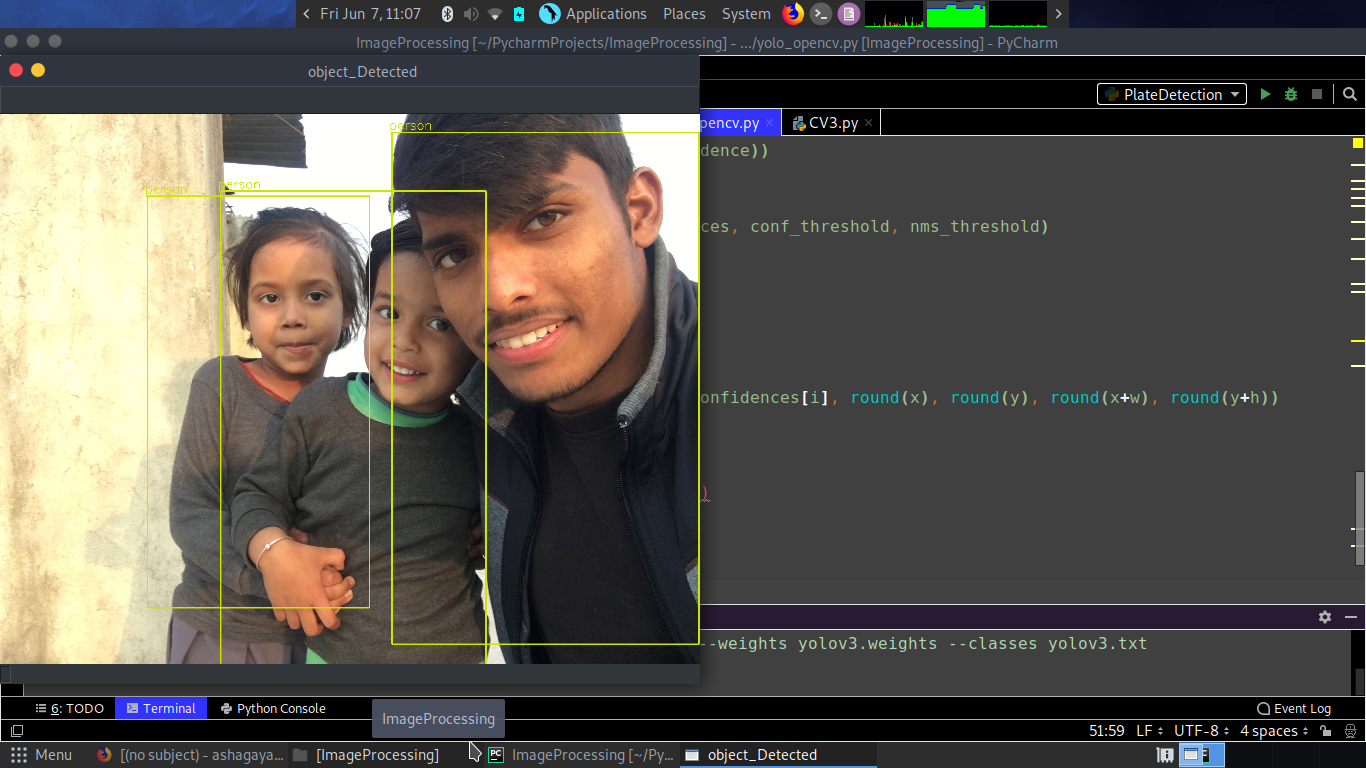 Fri Jun 7, 11:07 Applications Places System
ImageProcessing [~/PycharmProjects/ImageProcessing] - .../yolo_opencv.py [ImageProcessing] - PyCharm
object_Detected
PlateDetection
pencv.py CV3.py
person
person
person
dence))
ces, conf_threshold, nms_threshold)
onfidences[i], round(x), round(y), round(x+w), round(y+h))
)
--weights yolov3.weights --classes yolov3.txt
6: TODO Terminal Python Console Event Log
ImageProcessing
51:59 LF UTF-8 4 spaces
Menu [(no subject) - ashagaya... [ImageProcessing] PC ImageProcessing [~/Py... object_Detected